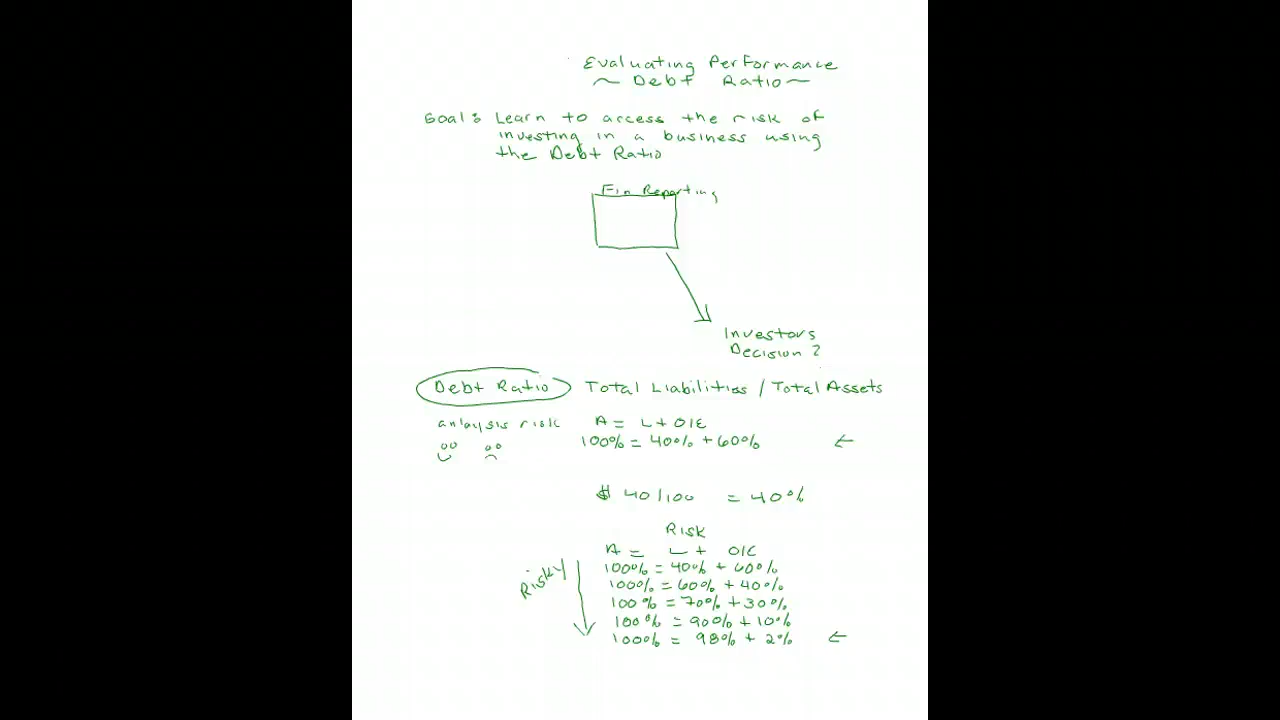 Evaluating Performance
~ Debt Ratio ~
Goal: Learn to access the risk of
investing in a business using
the Debt Ratio
Fin Reporting
Investors
Decision ?
Debt Ratio Total Liabilities / Total Assets
anlaysis risk A = L + O/E
100% = 40% + 60% ←
$ 40/100 = 40%
Risk
A = L + O/E
Risky
100% = 40% + 60%
100% = 60% + 40%
100% = 70% + 30%
100% = 90% + 10%
100% = 98% + 2% ←